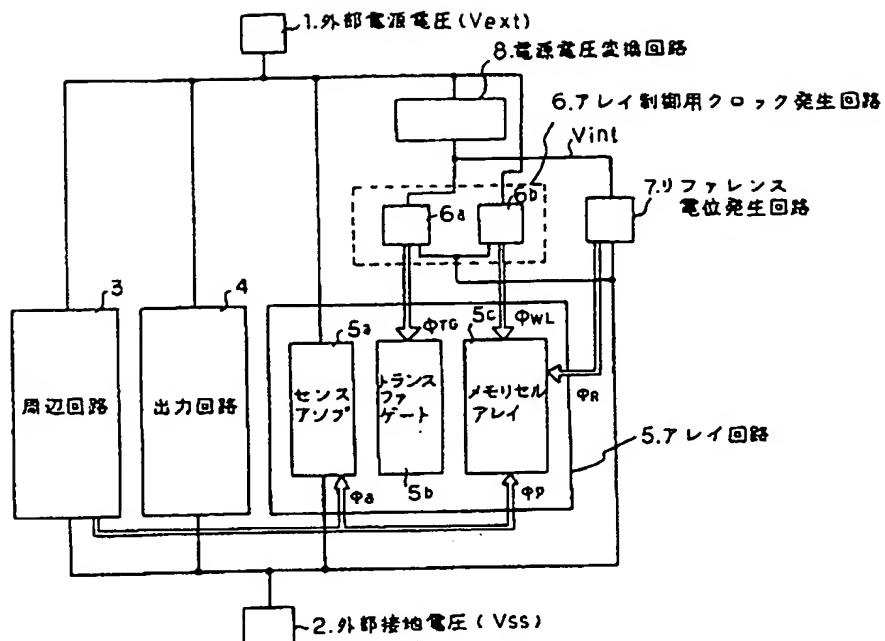 1.外部電源電圧(Vext)
8.電源電圧変換回路
6.アレイ制御用クロック発生回路
Vint
6a
6b
7.リファレンス
電位発生回路
3
4
5a
ΦTG
5c
ΦWL
周辺回路
出力回路
センス
アンプ
トランス
ファ
ゲート
メモリセル
アレイ
ΦR
5.アレイ回路
Φa
5b
ΦP
2.外部接地電圧(Vss)